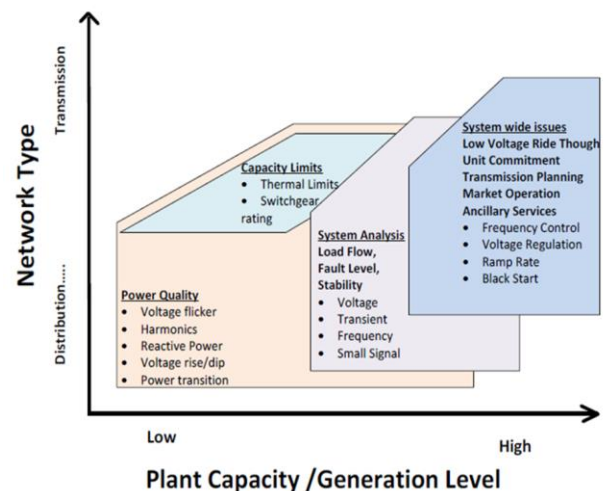 Network Type
Transmission
Distribution.....
Capacity Limits
• Thermal Limits
• Switchgear
rating
Power Quality
• Voltage flicker
• Harmonics
• Reactive Power
• Voltage rise/dip
• Power transition
System Analysis
Load Flow,
Fault Level,
Stability
• Voltage
• Transient
• Frequency
• Small Signal
System wide issues
Low Voltage Ride Though
Unit Commitment
Transmission Planning
Market Operation
Ancillary Services
• Frequency Control
• Voltage Regulation
• Ramp Rate
• Black Start
Low
High
Plant Capacity /Generation Level